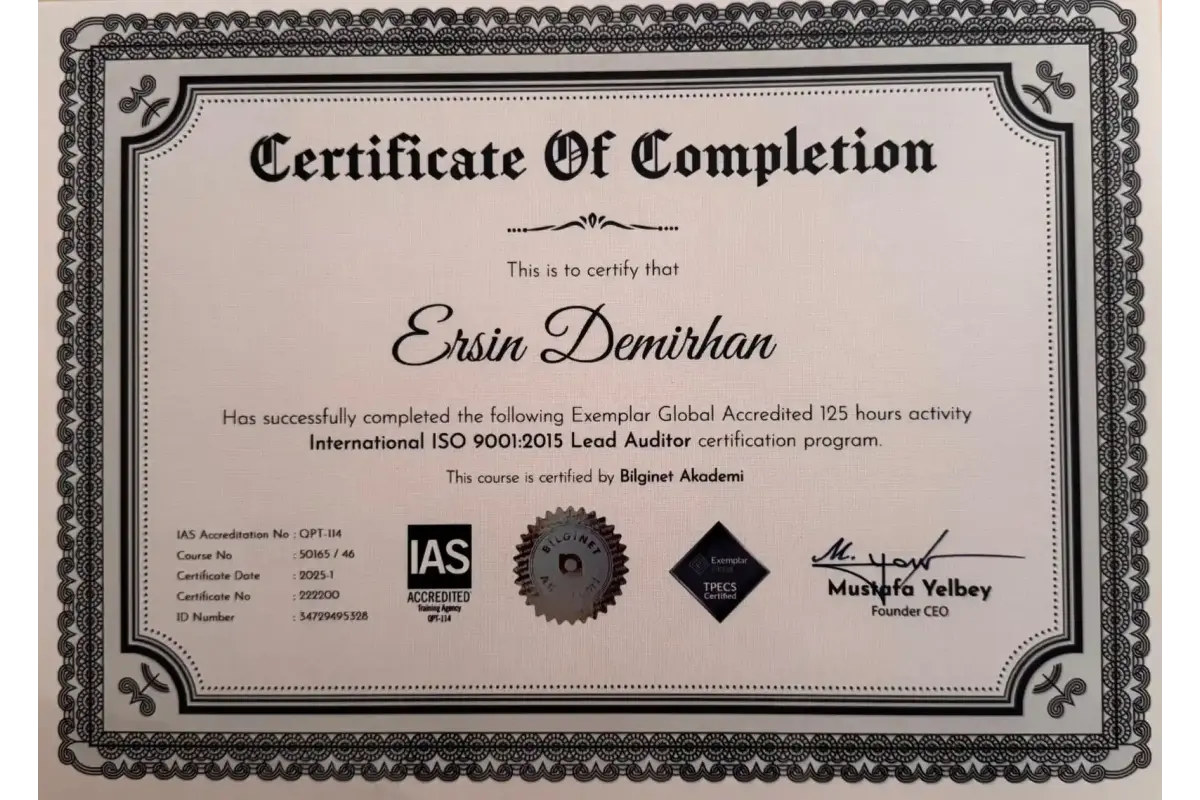 Certificate Of Completion
This is to certify that
Ersin Demirhan
Has successfully completed the following Exemplar Global Accredited 125 hours activity
International ISO 9001:2015 Lead Auditor certification program.
This course is certified by Bilginet Akademi
IAS Accreditation No : QPT-114
Course No : 50165 / 46
Certificate Date : 2025-1
Certificate No : 222200
ID Number : 34729495328
IAS
ACCREDITED
Training Agency
QPT-114
BILGINET
Exemplar
TPECS
Certified
Mustafa Yelbey
Founder CEO